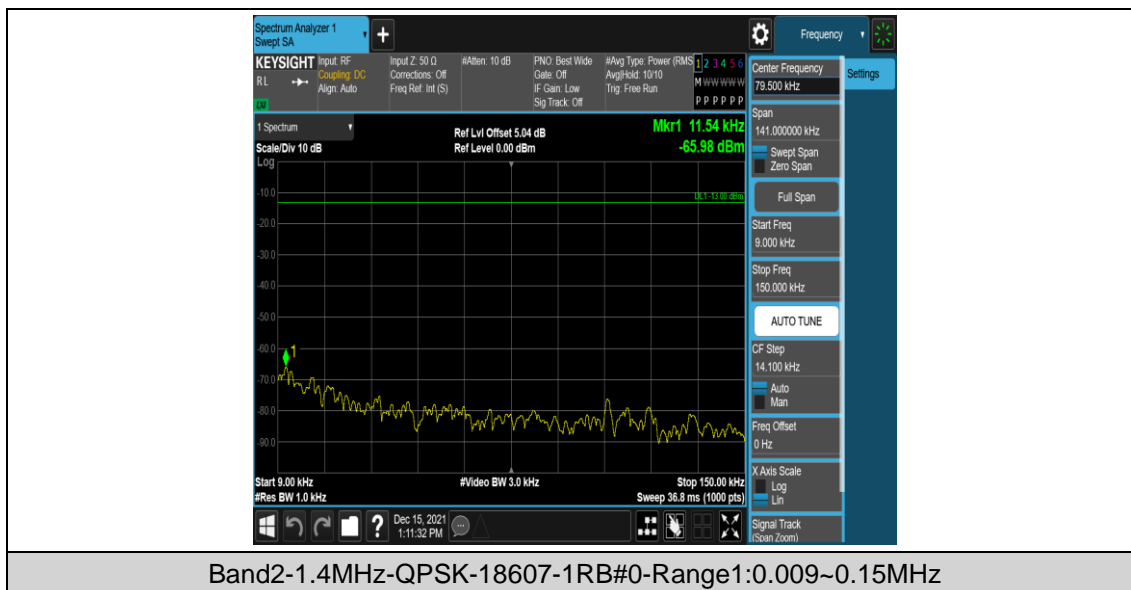 Spectrum Analyzer 1
Swept SA
+
Frequency
KEYSIGHT
RL
LXI
Input: RF
Coupling: DC
Align: Auto
Input Z: 50 Ω
Corrections: Off
Freq Ref: Int (S)
#Atten: 10 dB
PNO: Best Wide
Gate: Off
IF Gain: Low
Sig Track: Off
#Avg Type: Power (RMS
Avg|Hold: 10/10
Trig: Free Run
1 2 3 4 5 6
M W W W W W
P P P P P P
Center Frequency
79.500 kHz
Settings
Span
141.000000 kHz
Swept Span
Zero Span
Full Span
Start Freq
9.000 kHz
Stop Freq
150.000 kHz
AUTO TUNE
CF Step
14.100 kHz
Auto
Man
Freq Offset
0 Hz
X Axis Scale
Log
Lin
Signal Track
(Span Zoom)
1 Spectrum
Scale/Div 10 dB
Log
Ref Lvl Offset 5.04 dB
Ref Level 0.00 dBm
Mkr1 11.54 kHz
-65.98 dBm
DL1 -13.00 dBm
-10.0
-20.0
-30.0
-40.0
-50.0
-60.0
1
-70.0
-80.0
-90.0
Start 9.00 kHz
#Res BW 1.0 kHz
#Video BW 3.0 kHz
Stop 150.00 kHz
Sweep 36.8 ms (1000 pts)
?
Dec 15, 2021
1:11:32 PM
Band2-1.4MHz-QPSK-18607-1RB#0-Range1:0.009~0.15MHz